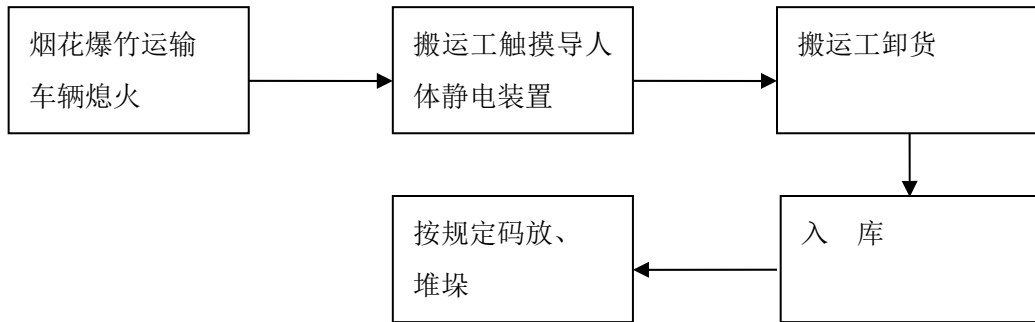 烟花爆竹运输
车辆熄火
搬运工触摸导人
体静电装置
搬运工卸货
入　库
按规定码放、
堆垛